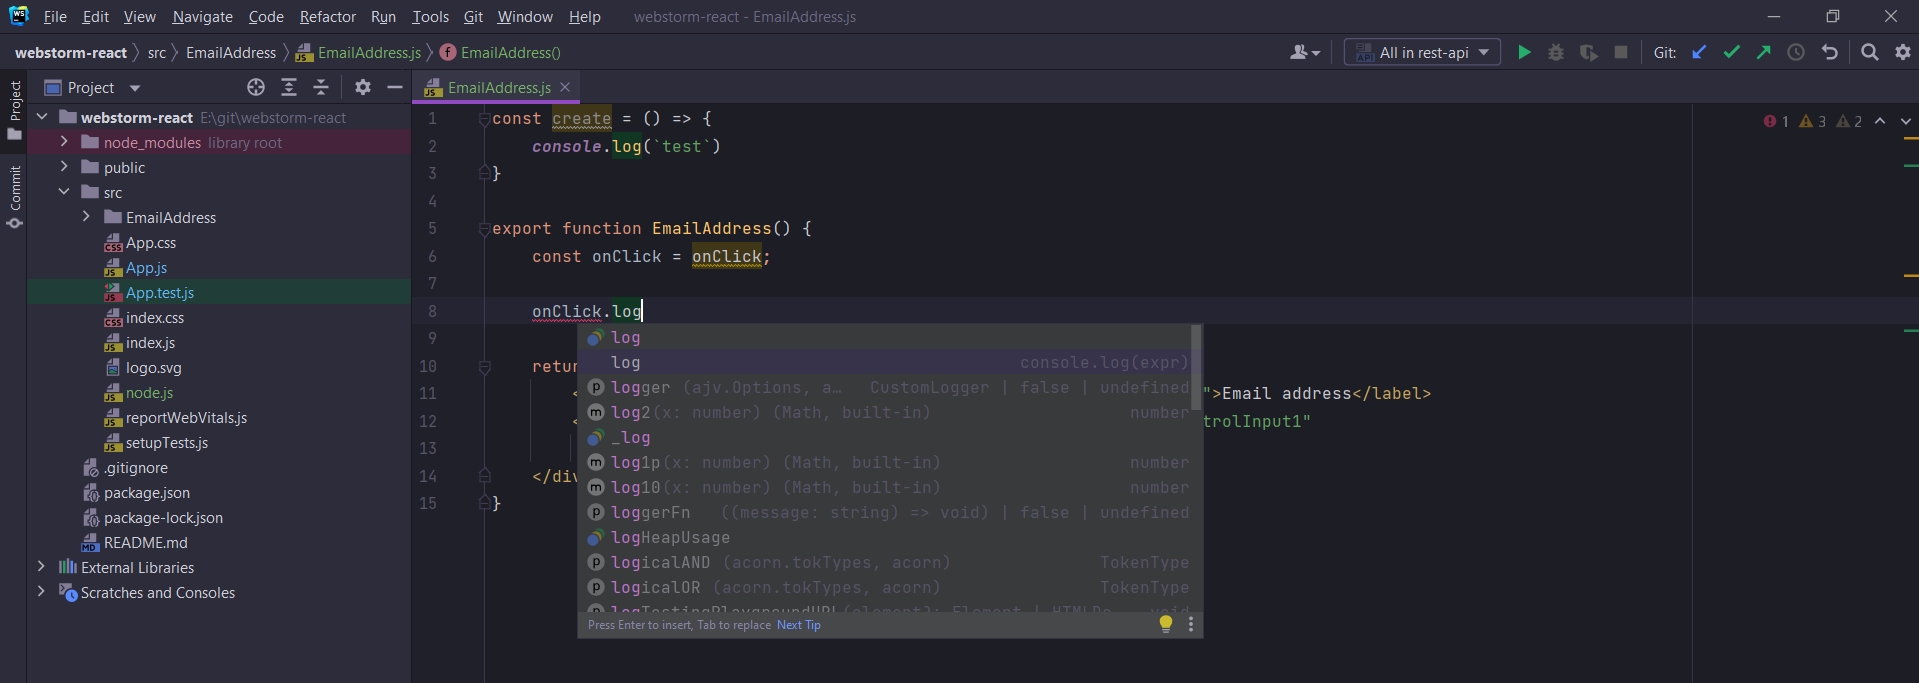 WS File Edit View Navigate Code Refactor Run Tools Git Window Help webstorm-react - EmailAddress.js
webstorm-react src EmailAddress EmailAddress.js EmailAddress() All in rest-api Git:
Project
Commit
Project
webstorm-react E:\git\webstorm-react
node_modules library root
public
src
EmailAddress
App.css
App.js
App.test.js
index.css
index.js
logo.svg
node.js
reportWebVitals.js
setupTests.js
.gitignore
package.json
package-lock.json
README.md
External Libraries
Scratches and Consoles
EmailAddress.js
1 3 2
1 const create = () => {
2 console.log(`test`)
3 }
4
5 export function EmailAddress() {
6 const onClick = onClick;
7
8 onClick.log
9
10 retur
11 < ">Email address</label>
12 < trolInput1"
13
14 </div
15 }
log
log console.log(expr)
logger (ajv.Options, a… CustomLogger | false | undefined
log2(x: number) (Math, built-in) number
_log
log1p(x: number) (Math, built-in) number
log10(x: number) (Math, built-in) number
loggerFn ((message: string) => void) | false | undefined
logHeapUsage
logicalAND (acorn.tokTypes, acorn) TokenType
logicalOR (acorn.tokTypes, acorn) TokenType
Press Enter to insert, Tab to replace Next Tip